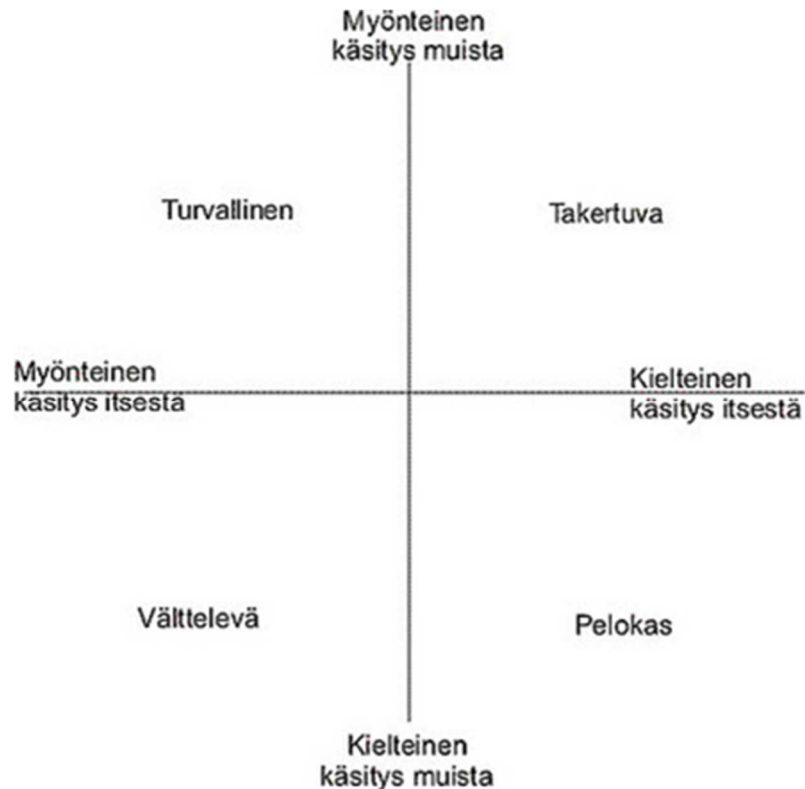 Myönteinen
käsitys muista
Turvallinen
Takertuva
Myönteinen
käsitys itsestä
Kielteinen
käsitys itsestä
Välttelevä
Pelokas
Kielteinen
käsitys muista